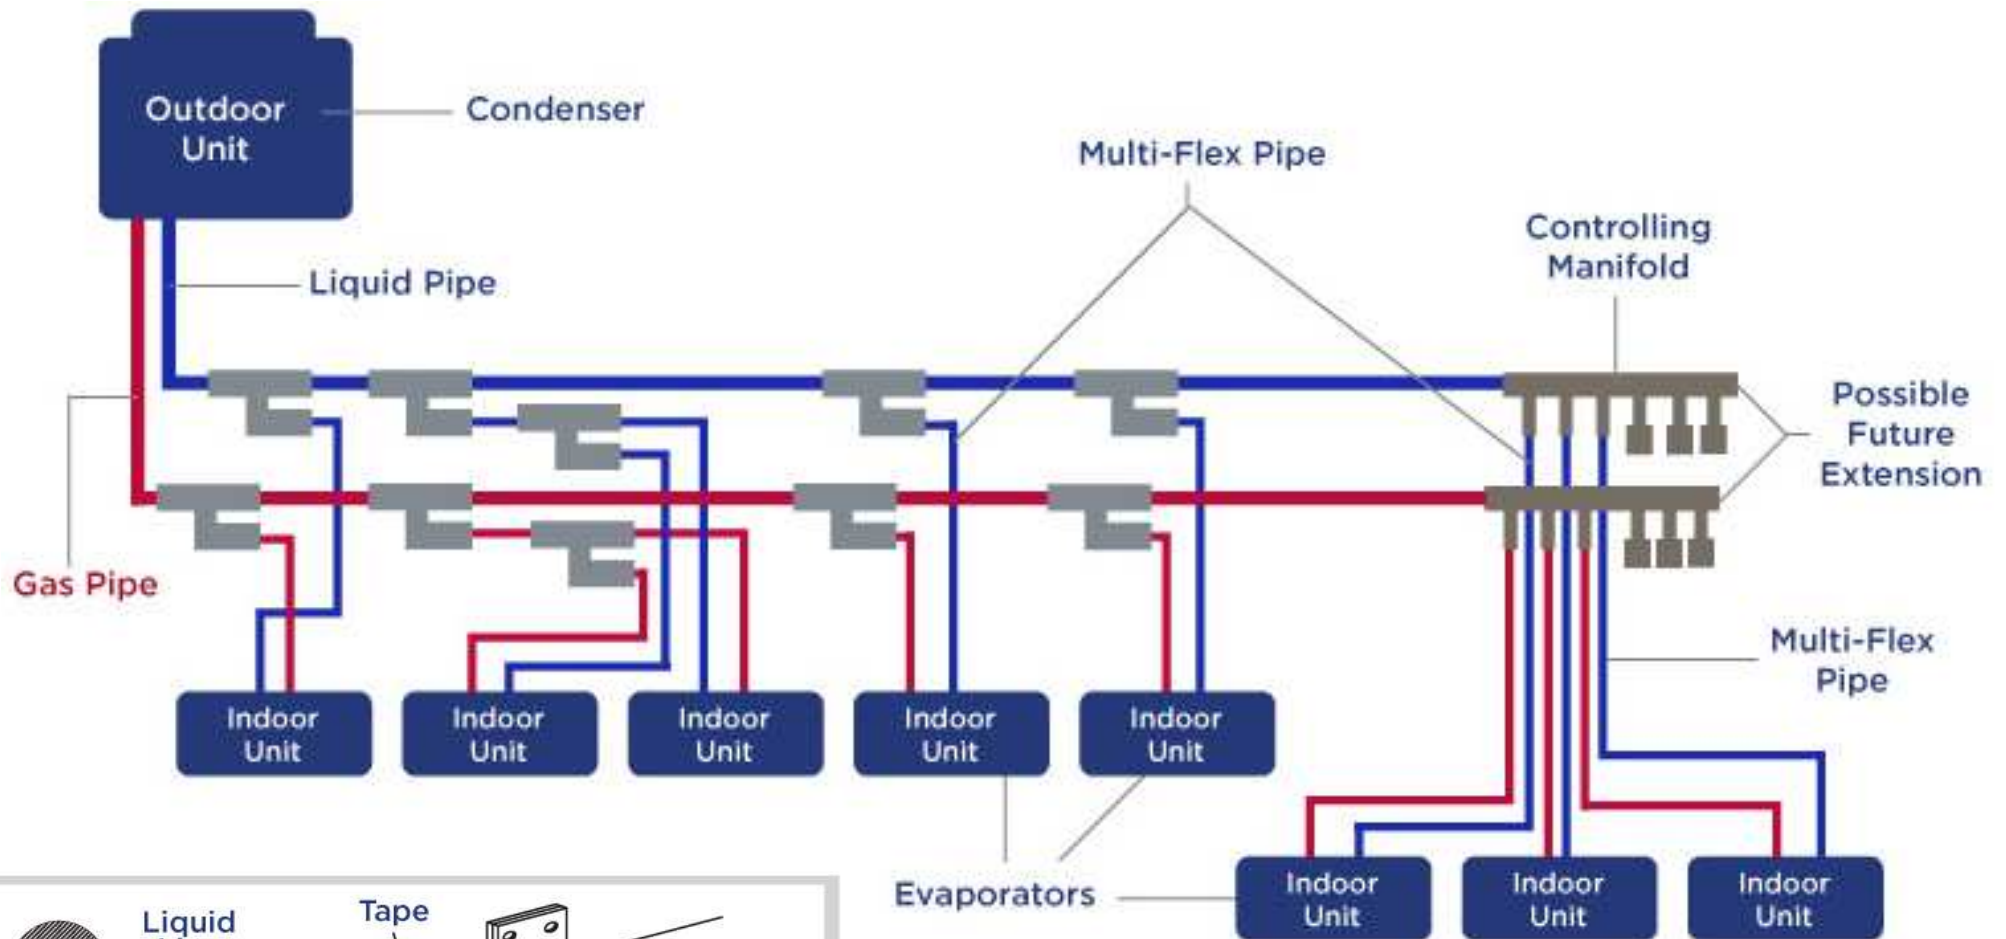 Outdoor
Unit
Condenser
Multi-Flex Pipe
Controlling
Manifold
Liquid Pipe
Possible
Future
Extension
Gas Pipe
Multi-Flex
Pipe
Indoor
Unit
Indoor
Unit
Indoor
Unit
Indoor
Unit
Indoor
Unit
Evaporators
Indoor
Unit
Indoor
Unit
Indoor
Unit
Liquid
Tape